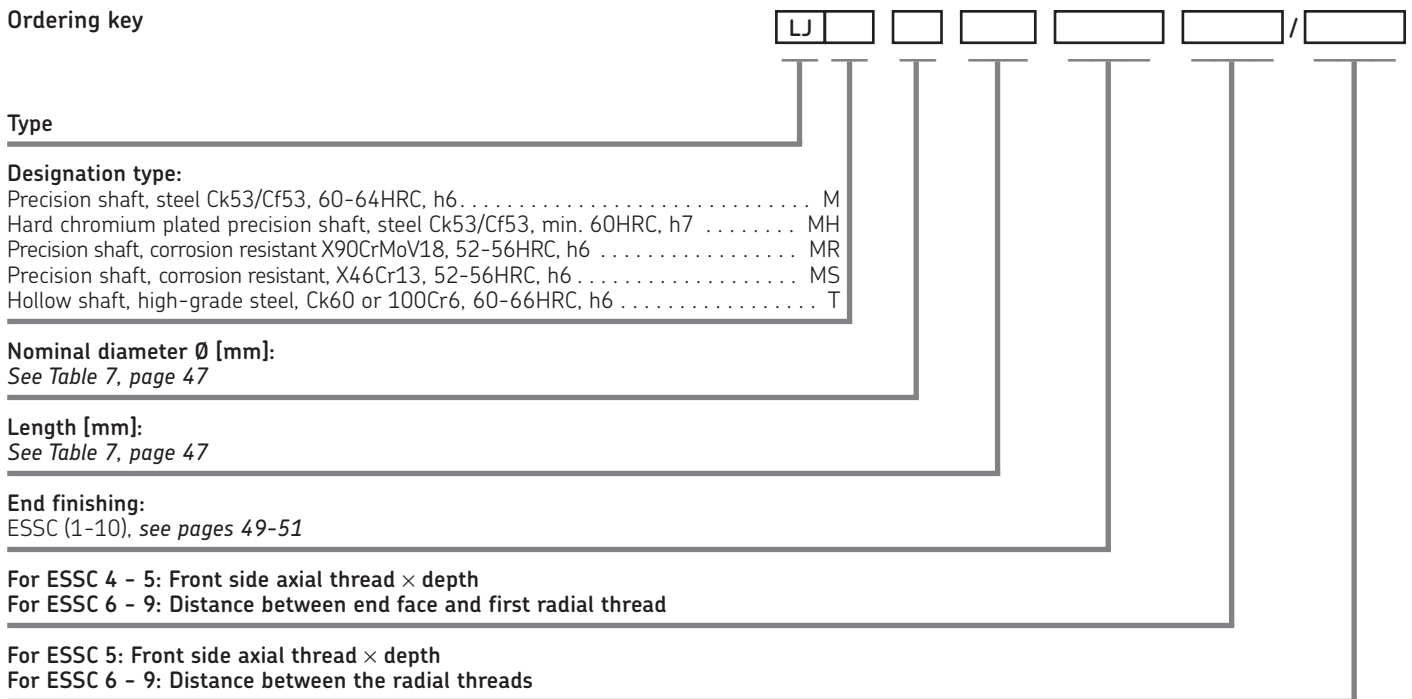 Ordering key
LJ /
Type
Designation type:
Precision shaft, steel Ck53/Cf53, 60-64HRC, h6. . . . . . . . . . . . . . . . . . . . . . . . . . . . . . M
Hard chromium plated precision shaft, steel Ck53/Cf53, min. 60HRC, h7 . . . . . . . . MH
Precision shaft, corrosion resistant X90CrMoV18, 52-56HRC, h6 . . . . . . . . . . . . . . . . . MR
Precision shaft, corrosion resistant, X46Cr13, 52-56HRC, h6 . . . . . . . . . . . . . . . . . . . . MS
Hollow shaft, high-grade steel, Ck60 or 100Cr6, 60-66HRC, h6 . . . . . . . . . . . . . . . . . T
Nominal diameter Ø [mm]:
See Table 7, page 47
Length [mm]:
See Table 7, page 47
End finishing:
ESSC (1-10), see pages 49-51
For ESSC 4 - 5: Front side axial thread × depth
For ESSC 6 - 9: Distance between end face and first radial thread
For ESSC 5: Front side axial thread × depth
For ESSC 6 - 9: Distance between the radial threads